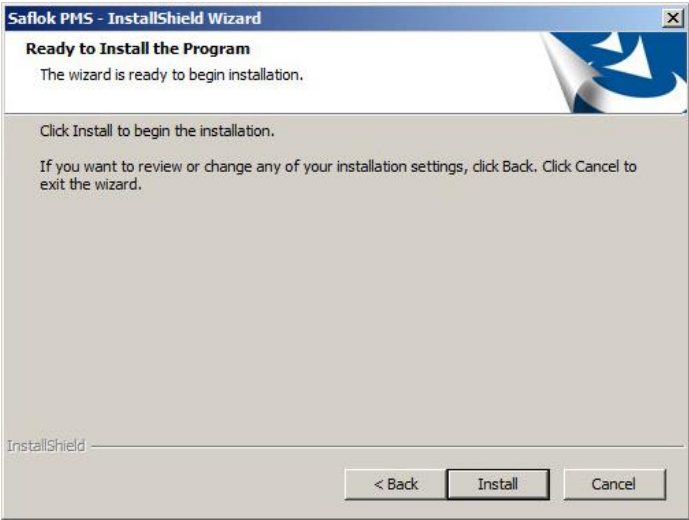 Saflok PMS - InstallShield Wizard
Ready to Install the Program
The wizard is ready to begin installation.
Click Install to begin the installation.
If you want to review or change any of your installation settings, click Back. Click Cancel to
exit the wizard.
InstallShield
< Back
Install
Cancel